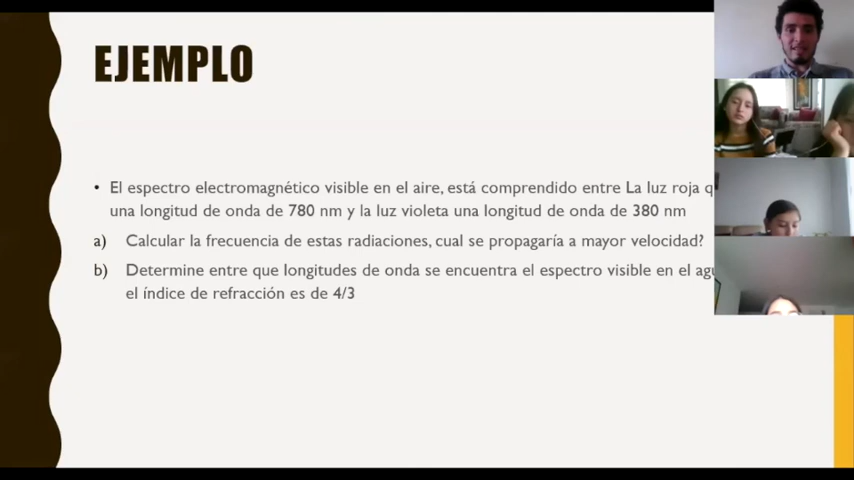 EJEMPLO
• El espectro electromagnético visible en el aire, está comprendido entre La luz roja
una longitud de onda de 780 nm y la luz violeta una longitud de onda de 380 nm
a) Calcular la frecuencia de estas radiaciones, cual se propagaría a mayor velocidad?
b) Determine entre que longitudes de onda se encuentra el espectro visible en el
el índice de refracción es de 4/3